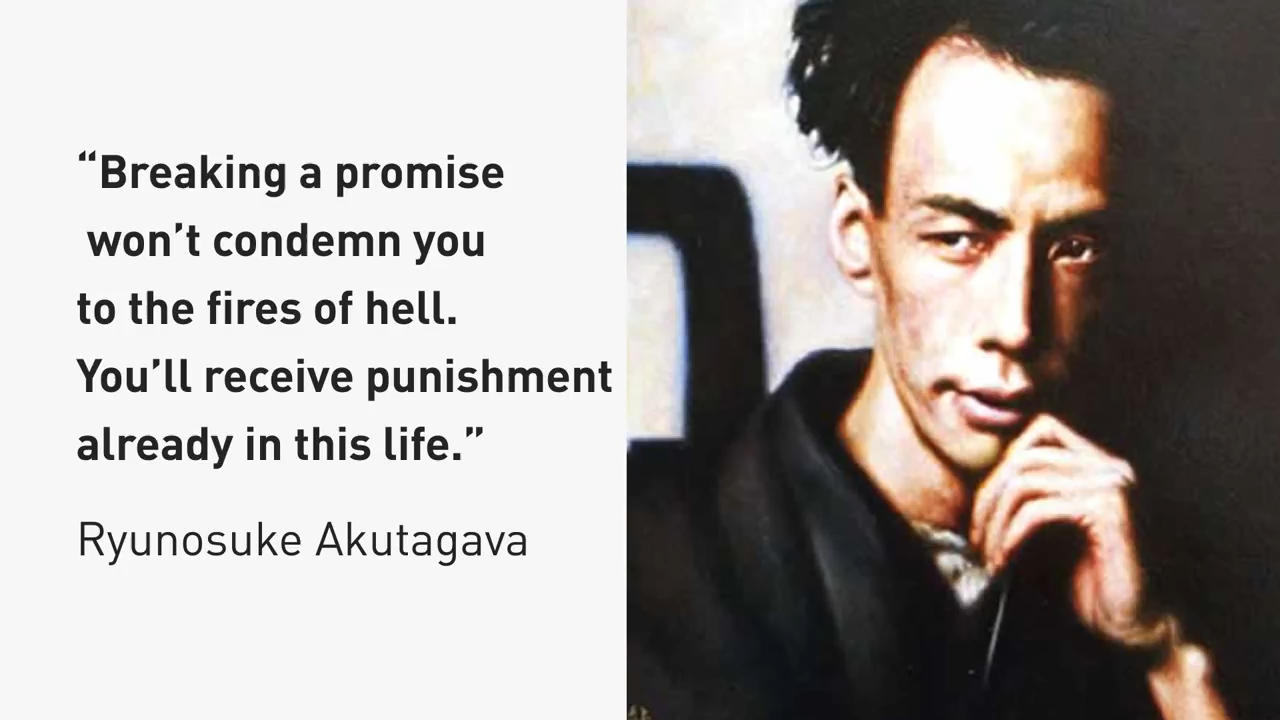 “Breaking a promise
won’t condemn you
to the fires of hell.
You’ll receive punishment
already in this life.”
Ryunosuke Akutagava